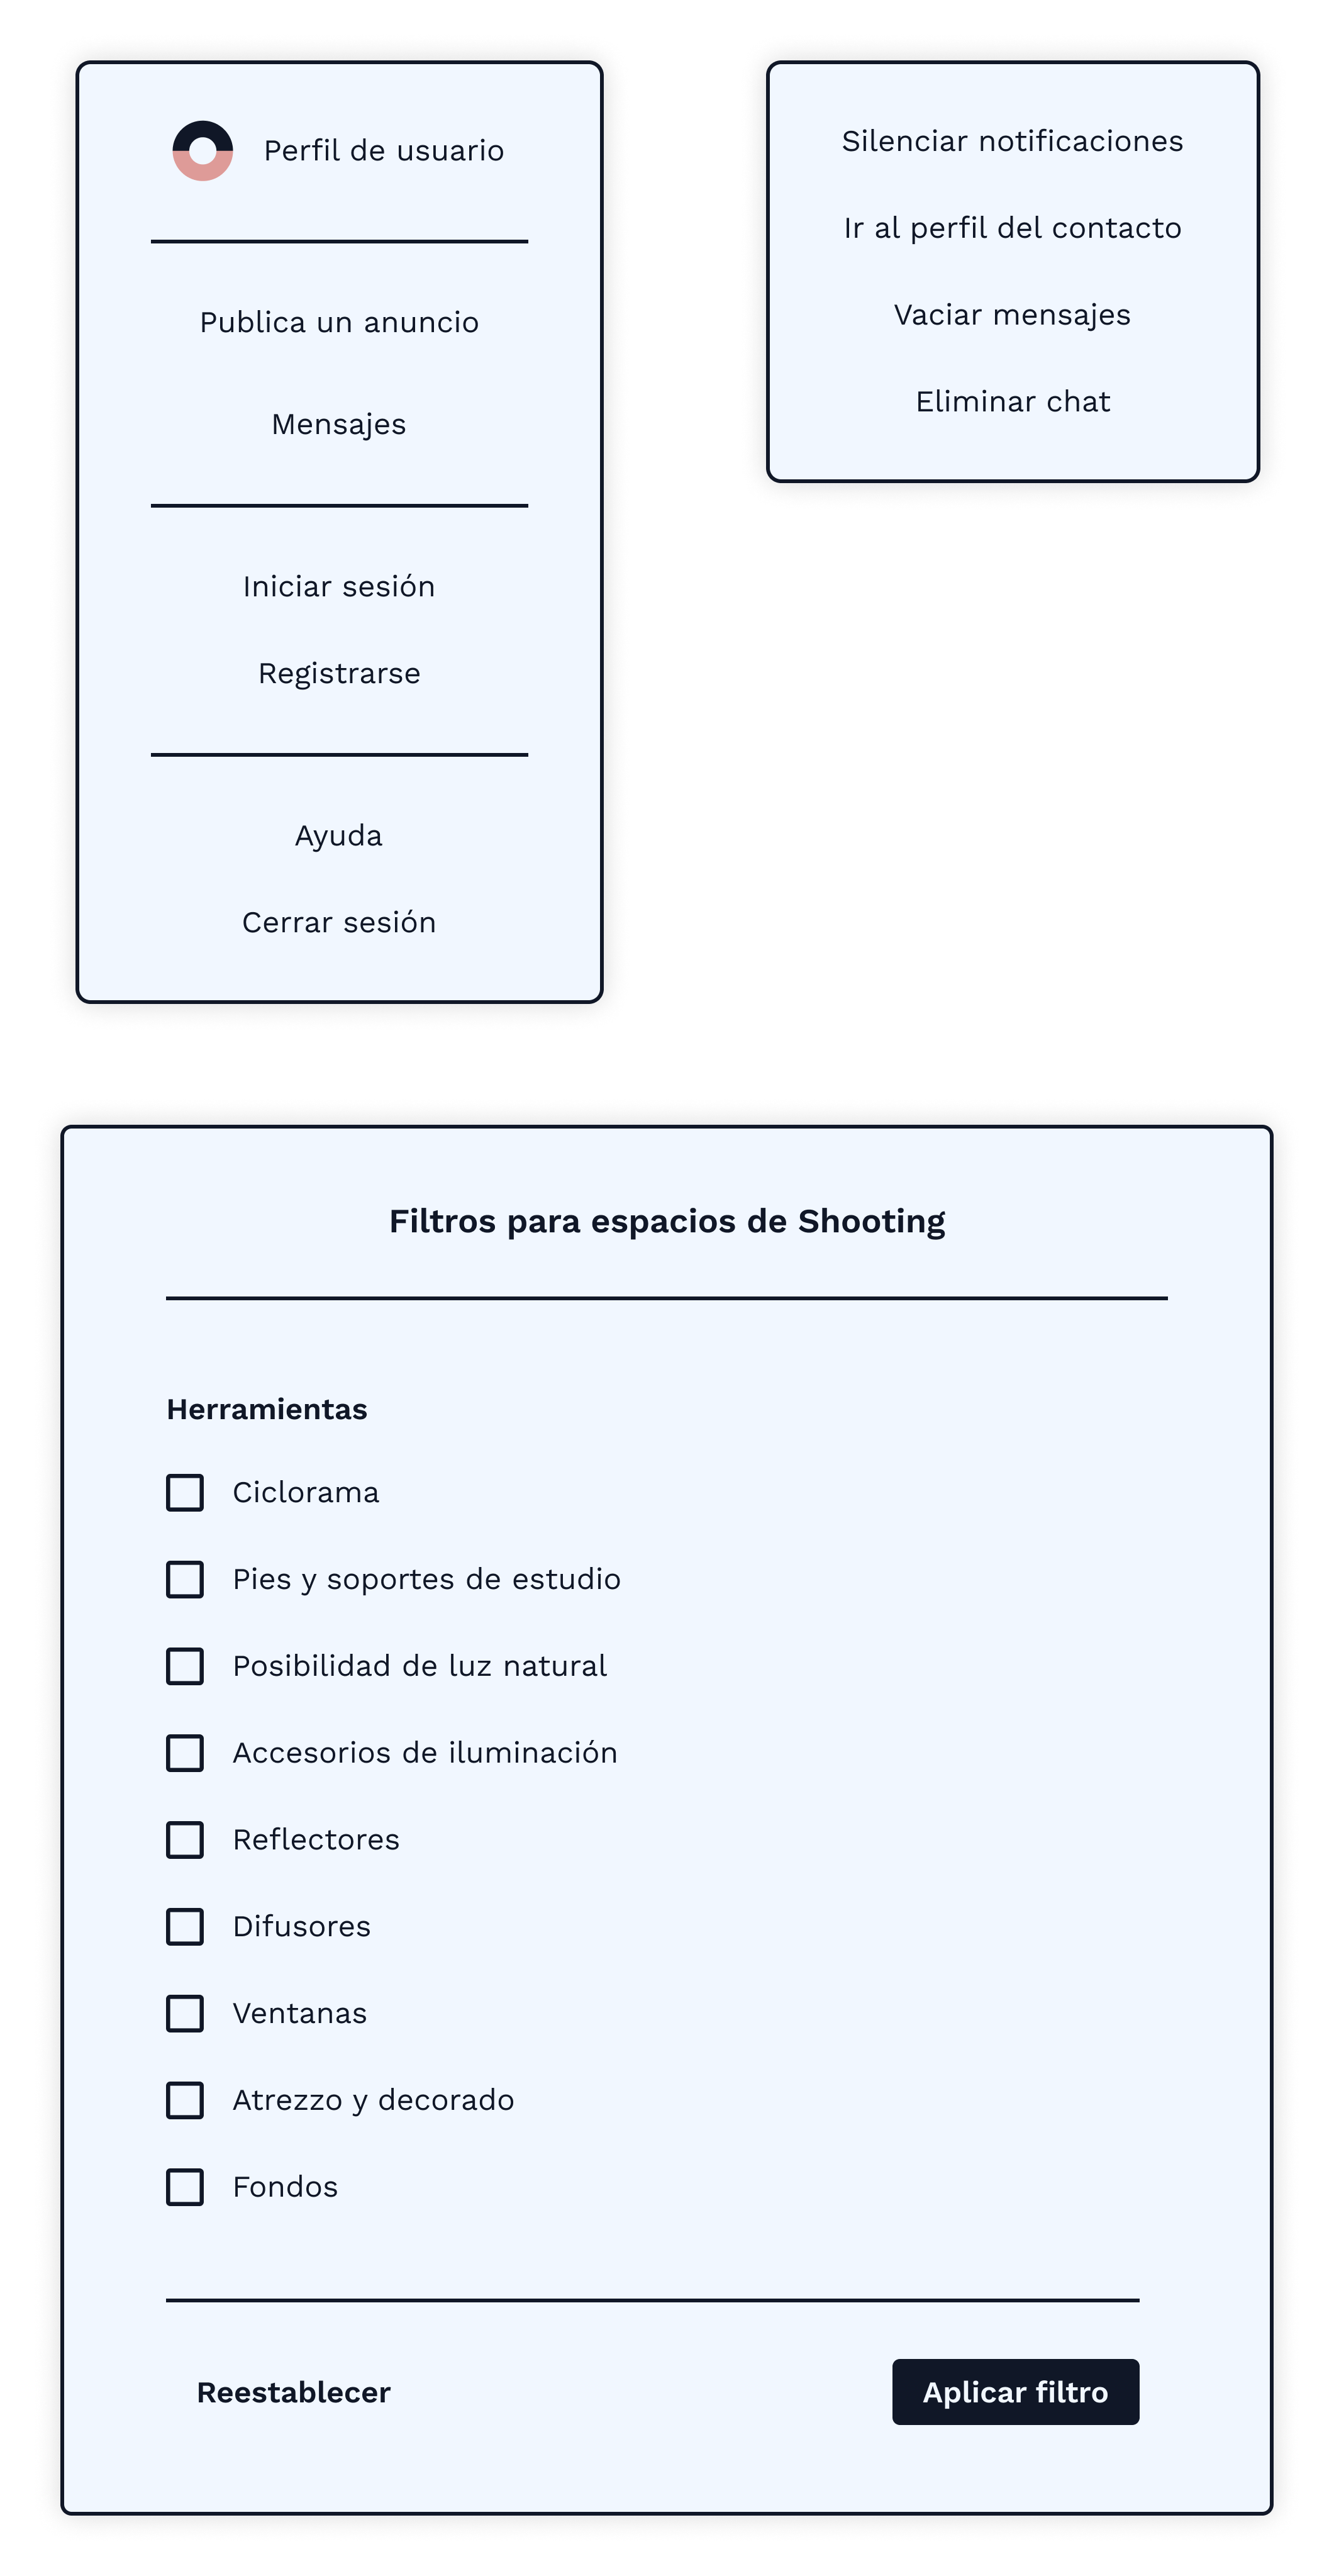 Perfil de usuario
Publica un anuncio
Mensajes
Iniciar sesión
Registrarse
Ayuda
Cerrar sesión
Silenciar notificaciones
Ir al perfil del contacto
Vaciar mensajes
Eliminar chat
Filtros para espacios de Shooting
Herramientas
Ciclorama
Pies y soportes de estudio
Posibilidad de luz natural
Accesorios de iluminación
Reflectores
Difusores
Ventanas
Atrezzo y decorado
Fondos
Reestablecer
Aplicar filtro